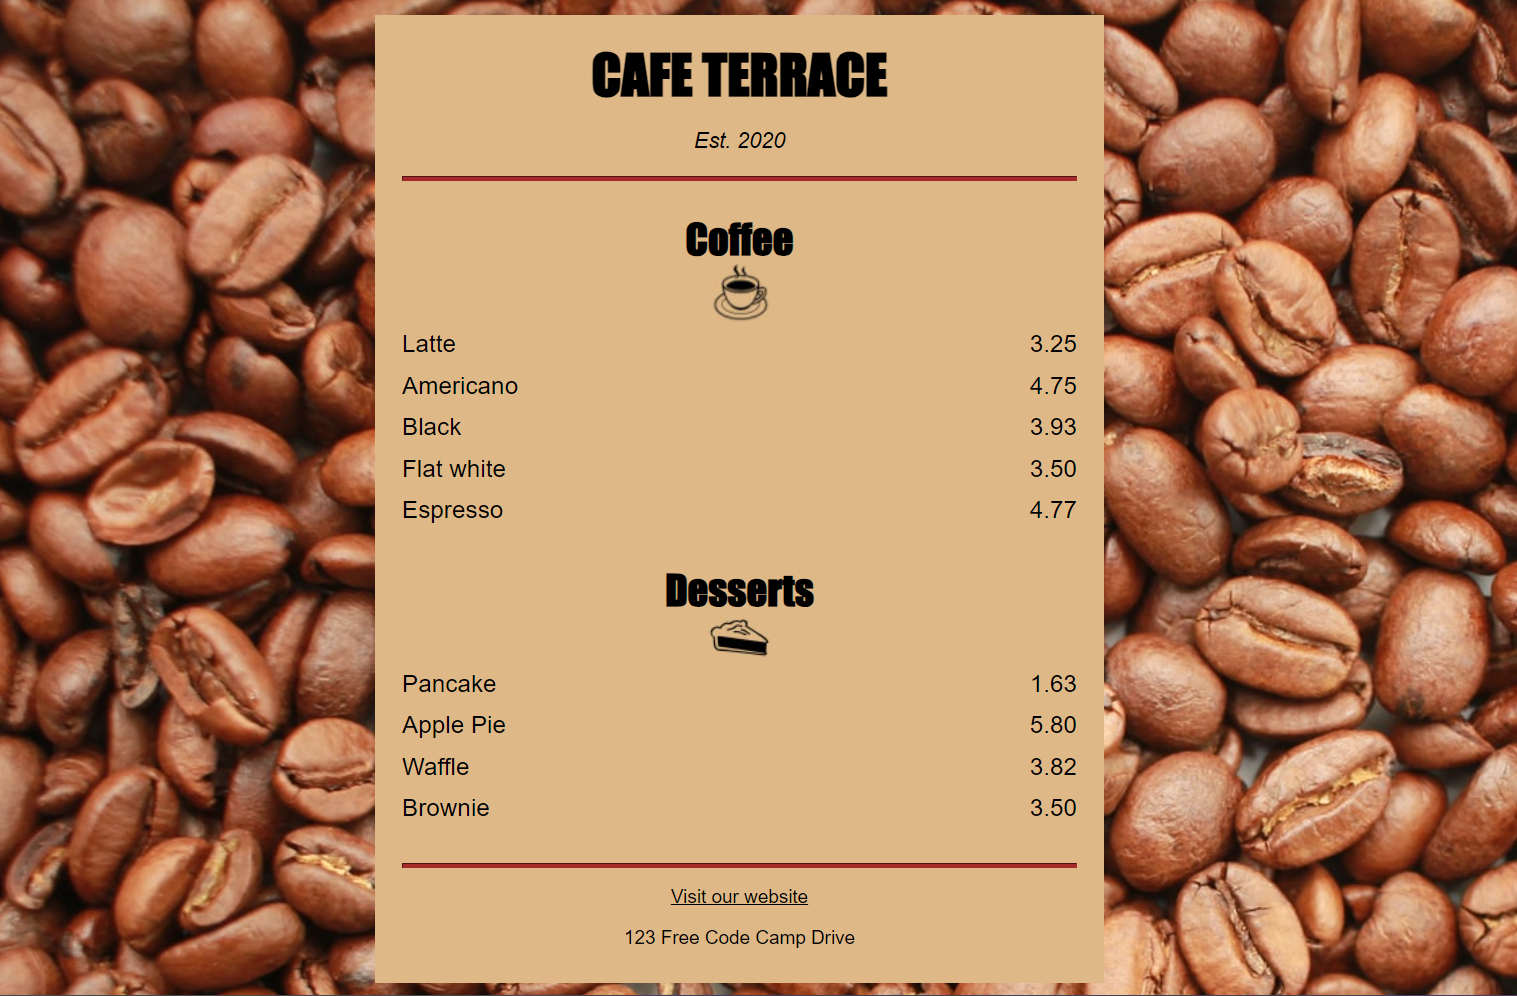 CAFE TERRACE
Est. 2020
Coffee
Latte 3.25
Americano 4.75
Black 3.93
Flat white 3.50
Espresso 4.77
Desserts
Pancake 1.63
Apple Pie 5.80
Waffle 3.82
Brownie 3.50
Visit our website
123 Free Code Camp Drive